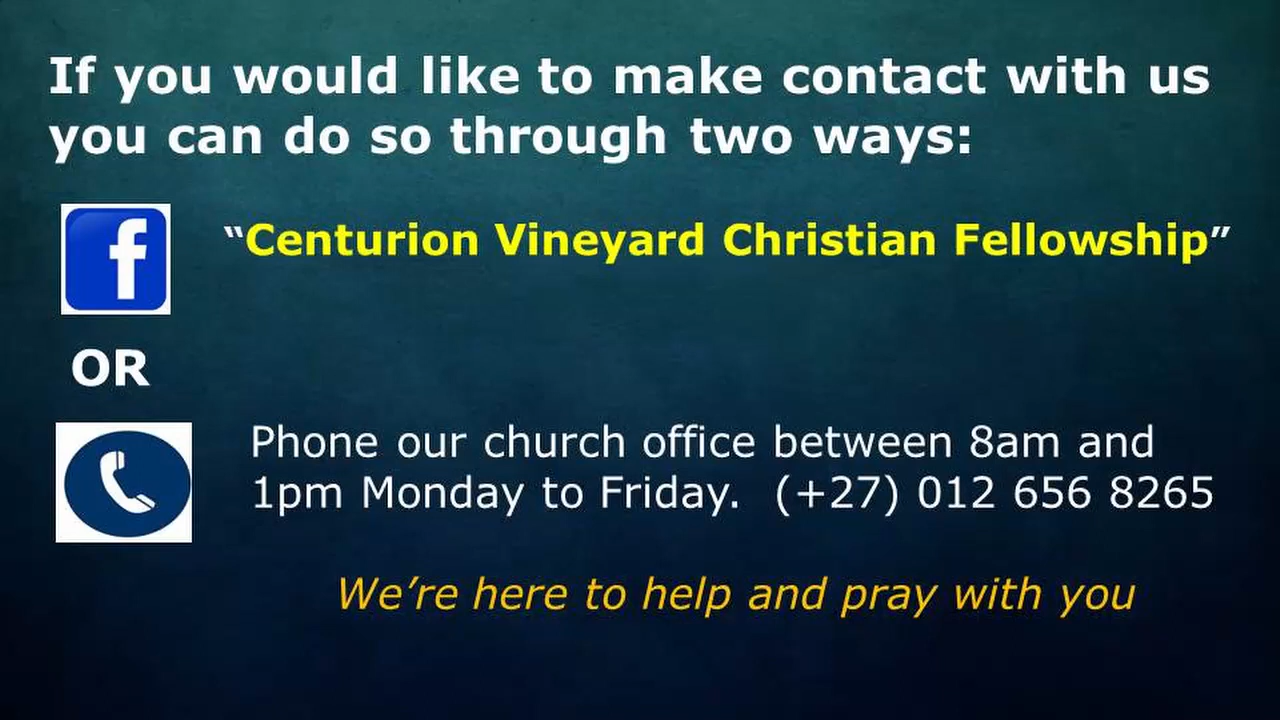 If you would like to make contact with us
you can do so through two ways:
f
“Centurion Vineyard Christian Fellowship”
OR
Phone our church office between 8am and
1pm Monday to Friday.  (+27) 012 656 8265
We’re here to help and pray with you